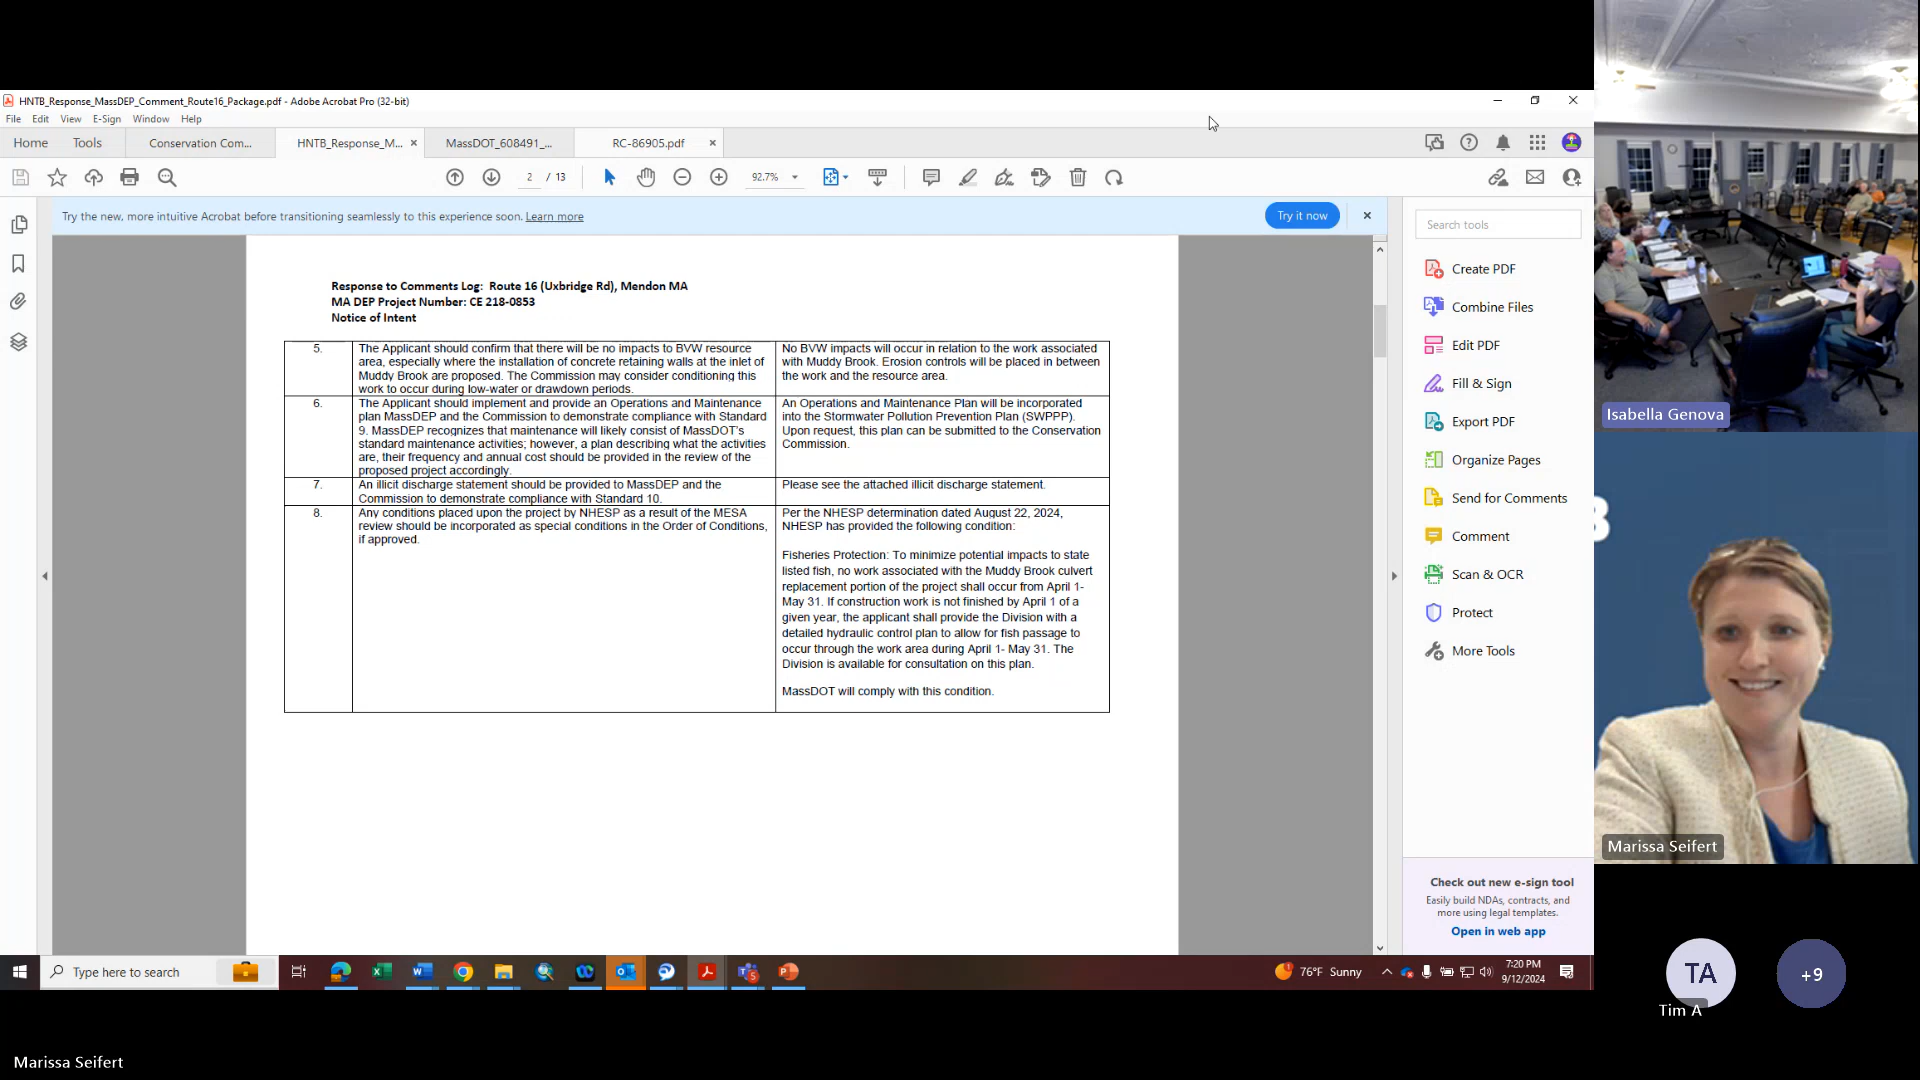 HNTB_Response_MassDEP_Comment_Route16_Package.pdf - Adobe Acrobat Pro (32-bit)
File Edit View E-Sign Window Help
Home Tools Conservation Com... HNTB_Response_M... MassDOT_608491_... RC-86905.pdf
2 / 13 92.7%
Try the new, more intuitive Acrobat before transitioning seamlessly to this experience soon. Learn more
Try it now
Response to Comments Log: Route 16 (Uxbridge Rd), Mendon MA
MA DEP Project Number: CE 218-0853
Notice of Intent
5.
The Applicant should confirm that there will be no impacts to BVW resource
area, especially where the installation of concrete retaining walls at the inlet of
Muddy Brook are proposed. The Commission may consider conditioning this
work to occur during low-water or drawdown periods.
No BVW impacts will occur in relation to the work associated
with Muddy Brook. Erosion controls will be placed in between
the work and the resource area.
6.
The Applicant should implement and provide an Operations and Maintenance
plan MassDEP and the Commission to demonstrate compliance with Standard
9. MassDEP recognizes that maintenance will likely consist of MassDOT's
standard maintenance activities; however, a plan describing what the activities
are, their frequency and annual cost should be provided in the review of the
proposed project accordingly.
An Operations and Maintenance Plan will be incorporated
into the Stormwater Pollution Prevention Plan (SWPPP).
Upon request, this plan can be submitted to the Conservation
Commission.
7.
An illicit discharge statement should be provided to MassDEP and the
Commission to demonstrate compliance with Standard 10.
Please see the attached illicit discharge statement.
8.
Any conditions placed upon the project by NHESP as a result of the MESA
review should be incorporated as special conditions in the Order of Conditions,
if approved.
Per the NHESP determination dated August 22, 2024,
NHESP has provided the following condition:
Fisheries Protection: To minimize potential impacts to state
listed fish, no work associated with the Muddy Brook culvert
replacement portion of the project shall occur from April 1-
May 31. If construction work is not finished by April 1 of a
given year, the applicant shall provide the Division with a
detailed hydraulic control plan to allow for fish passage to
occur through the work area during April 1- May 31. The
Division is available for consultation on this plan.
MassDOT will comply with this condition.
Search tools
Create PDF
Combine Files
Edit PDF
Fill & Sign
Export PDF
Organize Pages
Send for Comments
Comment
Scan & OCR
Protect
More Tools
Check out new e-sign tool
Easily build NDAs, contracts, and
more using legal templates.
Open in web app
Type here to search
76°F Sunny
7:20 PM
9/12/2024
Isabella Genova
Marissa Seifert
TA
Tim A
+9
Marissa Seifert